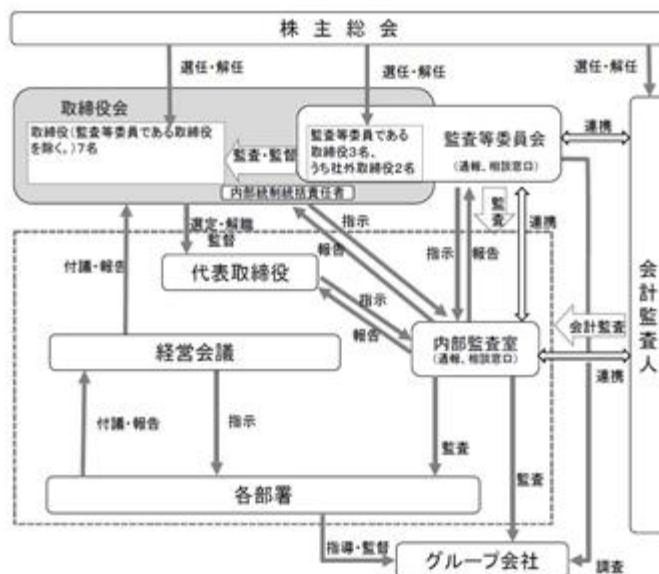 株主総会
選任・解任
選任・解任
選任・解任
取締役会
取締役(監査等委員である取締役
を除く。)7名
監査・監督
監査等委員である
取締役3名、
うち社外取締役2名
監査等委員会
(通報、相談窓口)
連携
内部統制統括責任者
選定・解職
監督
指示
報告
指示
報告
監査
連携
付議・報告
代表取締役
指示
報告
会計監査
会計監査人
経営会議
内部監査室
(通報、相談窓口)
連携
付議・報告
指示
監査
監査
各部署
指導・監督
グループ会社
調査